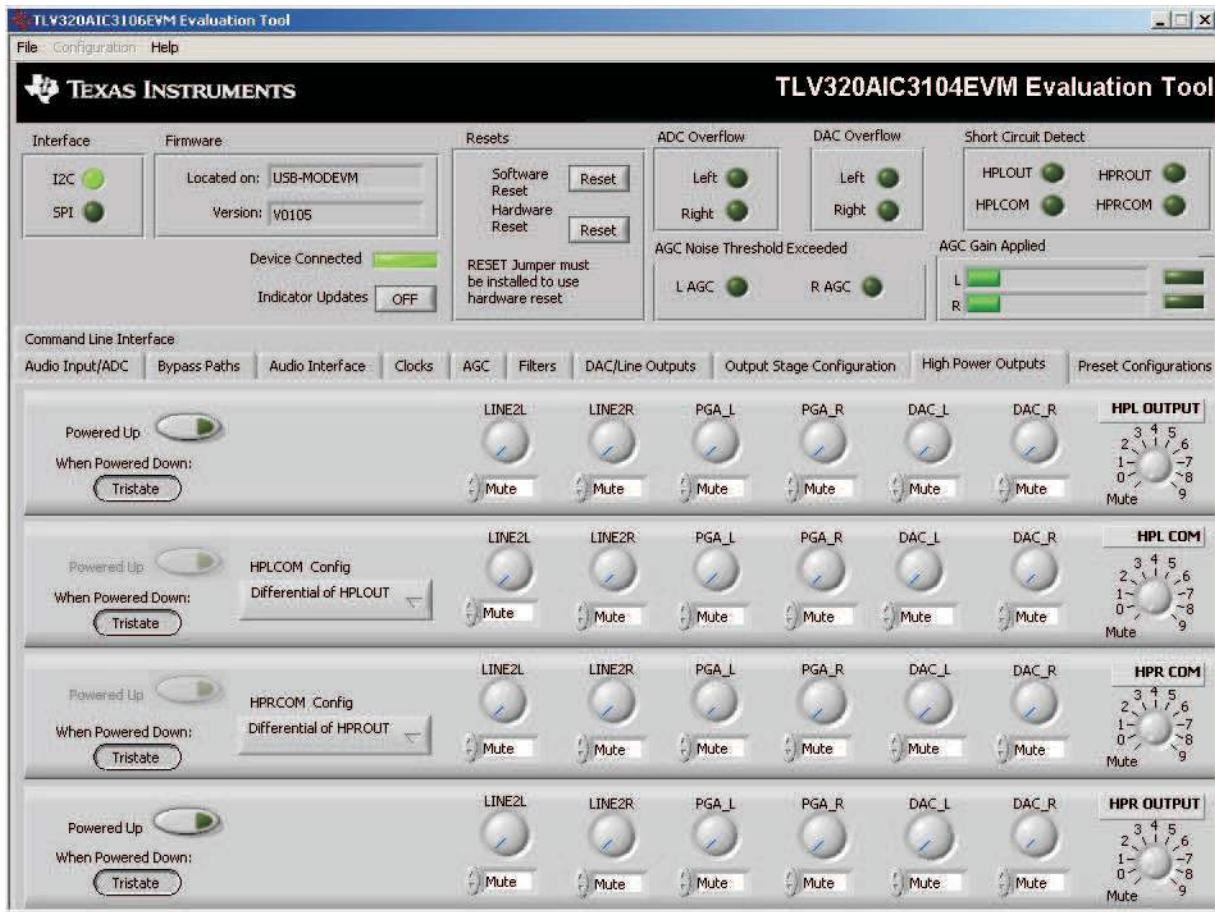 TLV320AIC3106EVM Evaluation Tool
File Configuration Help
TEXAS INSTRUMENTS
TLV320AIC3104EVM Evaluation Tool
Interface
I2C
SPI
Firmware
Located on: USB-MODEVM
Version: V0105
Device Connected
Indicator Updates OFF
Resets
Software Reset Reset
Hardware Reset Reset
RESET Jumper must
be installed to use
hardware reset
ADC Overflow
Left
Right
DAC Overflow
Left
Right
Short Circuit Detect
HPLOUT HPROUT
HPLCOM HPRCOM
AGC Noise Threshold Exceeded
L AGC R AGC
AGC Gain Applied
L
R
Command Line Interface
Audio Input/ADC Bypass Paths Audio Interface Clocks AGC Filters DAC/Line Outputs Output Stage Configuration High Power Outputs Preset Configurations
Powered Up
When Powered Down:
Tristate
LINE2L LINE2R PGA_L PGA_R DAC_L DAC_R
Mute Mute Mute Mute Mute Mute
HPL OUTPUT
Mute 0 1 2 3 4 5 6 7 8 9
Powered Up
When Powered Down:
Tristate
HPLCOM Config
Differential of HPLOUT
LINE2L LINE2R PGA_L PGA_R DAC_L DAC_R
Mute Mute Mute Mute Mute Mute
HPL COM
Mute 0 1 2 3 4 5 6 7 8 9
Powered Up
When Powered Down:
Tristate
HPRCOM Config
Differential of HPROUT
LINE2L LINE2R PGA_L PGA_R DAC_L DAC_R
Mute Mute Mute Mute Mute Mute
HPR COM
Mute 0 1 2 3 4 5 6 7 8 9
Powered Up
When Powered Down:
Tristate
LINE2L LINE2R PGA_L PGA_R DAC_L DAC_R
Mute Mute Mute Mute Mute Mute
HPR OUTPUT
Mute 0 1 2 3 4 5 6 7 8 9